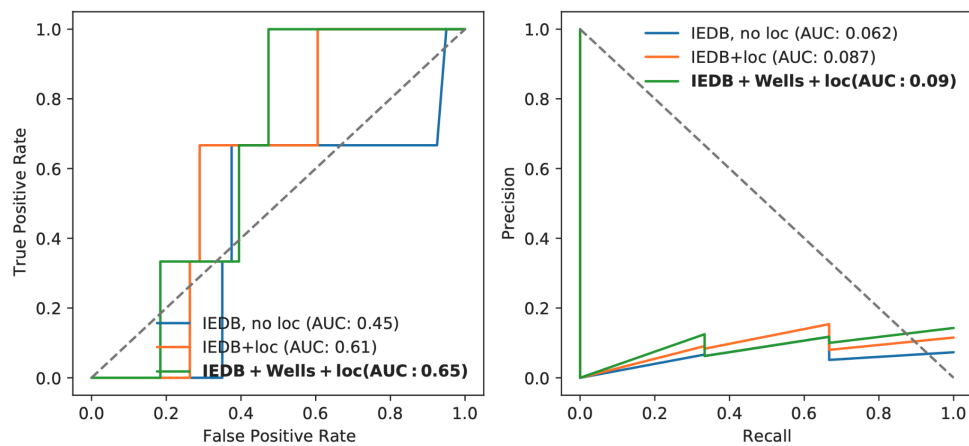 1.0
0.8
0.6
0.4
0.2
0.0
True Positive Rate
IEDB, no loc (AUC: 0.45)
IEDB+loc (AUC: 0.61)
IEDB + Wells + loc(AUC : 0.65)
0.0 0.2 0.4 0.6 0.8 1.0
False Positive Rate
1.0
0.8
0.6
0.4
0.2
0.0
Precision
IEDB, no loc (AUC: 0.062)
IEDB+loc (AUC: 0.087)
IEDB + Wells + loc(AUC : 0.09)
0.0 0.2 0.4 0.6 0.8 1.0
Recall